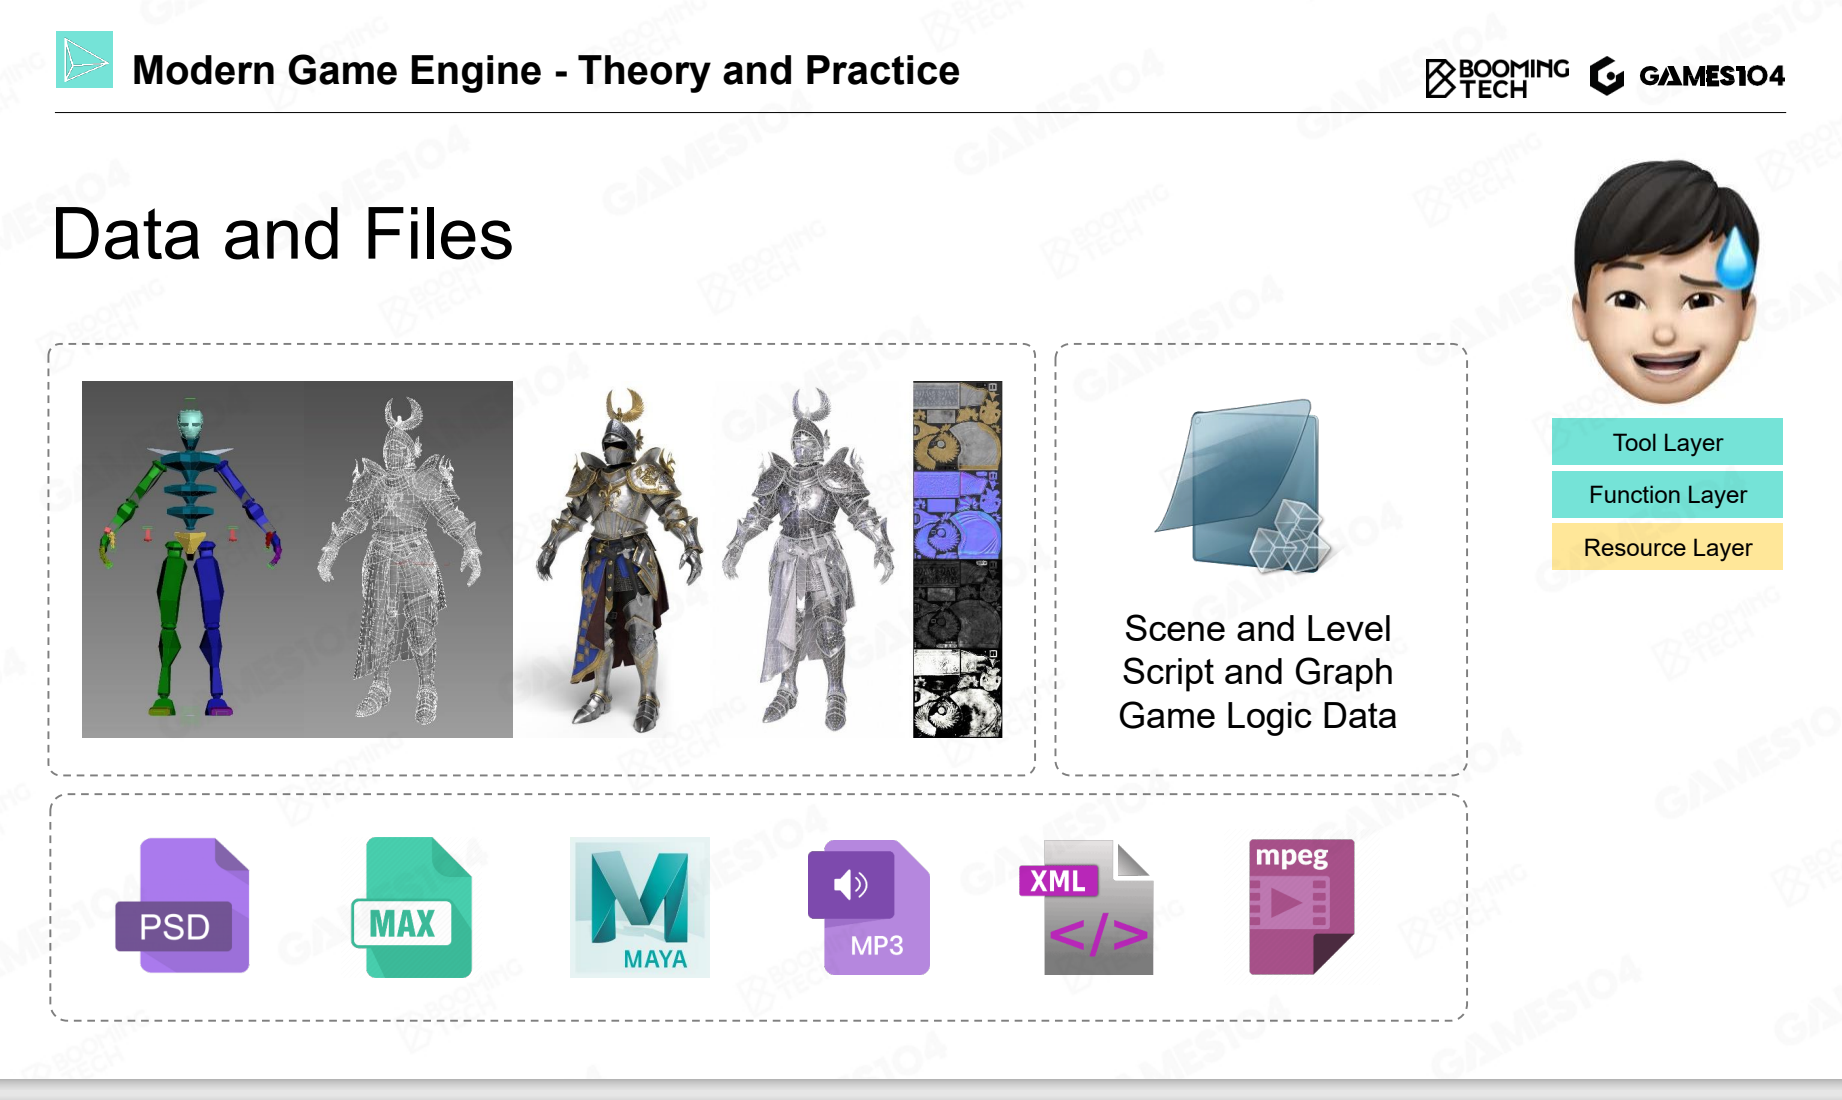 Modern Game Engine - Theory and Practice
BOOMING
TECH
GAMES104
Data and Files
Tool Layer
Function Layer
Resource Layer
Scene and Level
Script and Graph
Game Logic Data
PSD
MAX
MAYA
MP3
XML
</>
mpeg